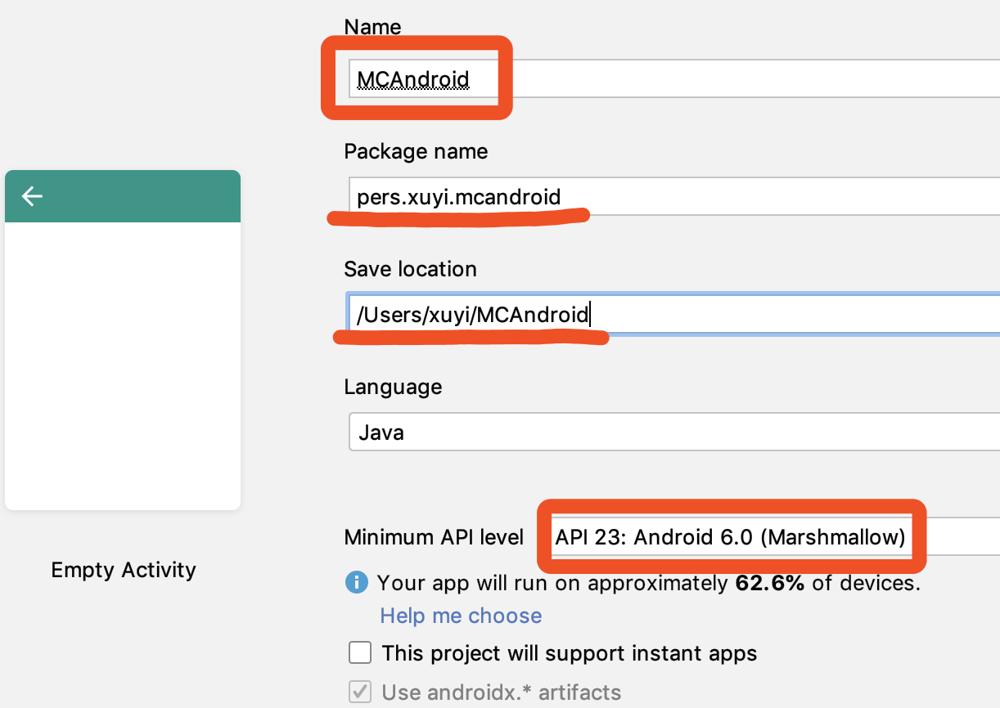 Name
MCAndroid
Package name
pers.xuyi.mcandroid
Save location
/Users/xuyi/MCAndroid
Language
Java
Minimum API level API 23: Android 6.0 (Marshmallow)
Empty Activity
Your app will run on approximately 62.6% of devices.
Help me choose
This project will support instant apps
Use androidx.* artifacts